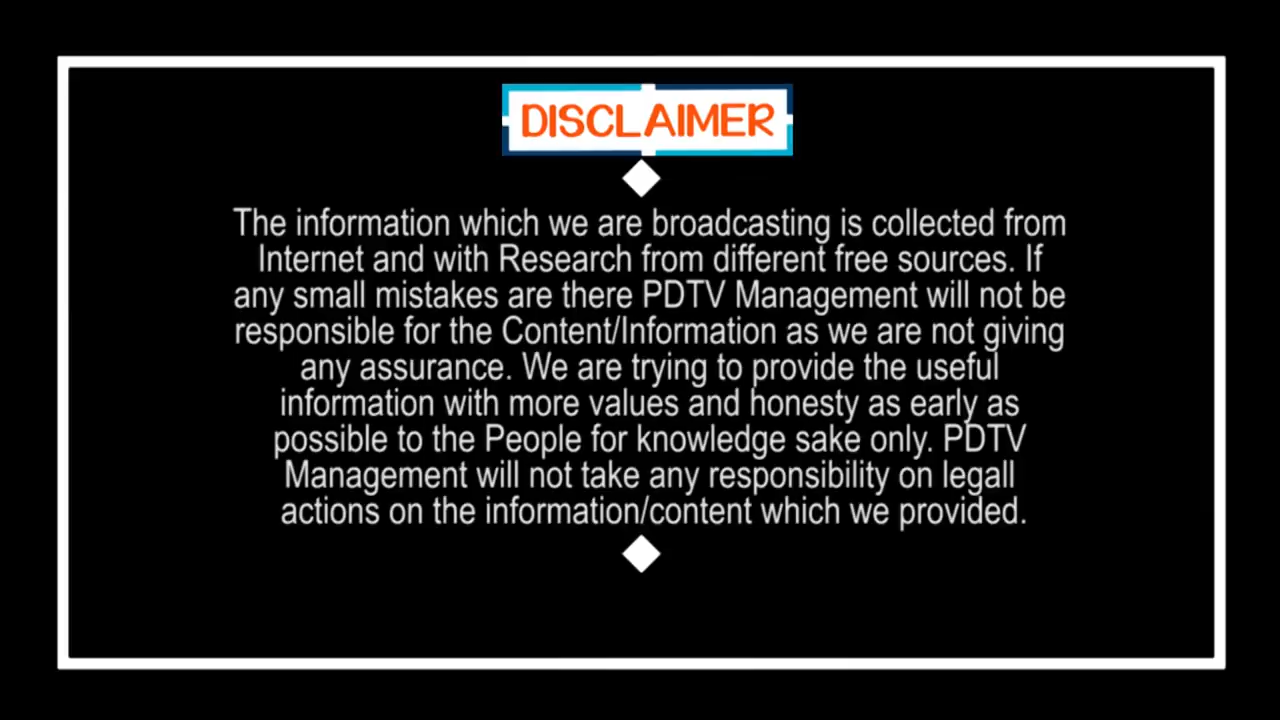 DISCLAIMER
The information which we are broadcasting is collected from
Internet and with Research from different free sources. If
any small mistakes are there PDTV Management will not be
responsible for the Content/Information as we are not giving
any assurance. We are trying to provide the useful
information with more values and honesty as early as
possible to the People for knowledge sake only. PDTV
Management will not take any responsibility on legall
actions on the information/content which we provided.